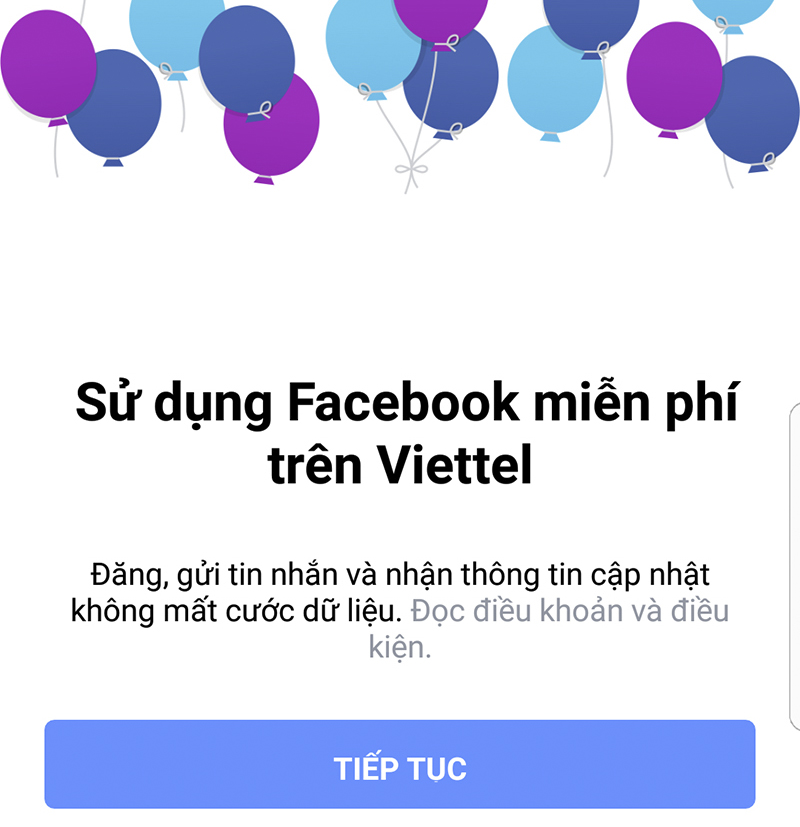 Sử dụng Facebook miễn phí
trên Viettel
Đăng, gửi tin nhắn và nhận thông tin cập nhật
không mất cước dữ liệu. Đọc điều khoản và điều
kiện.
TIẾP TỤC